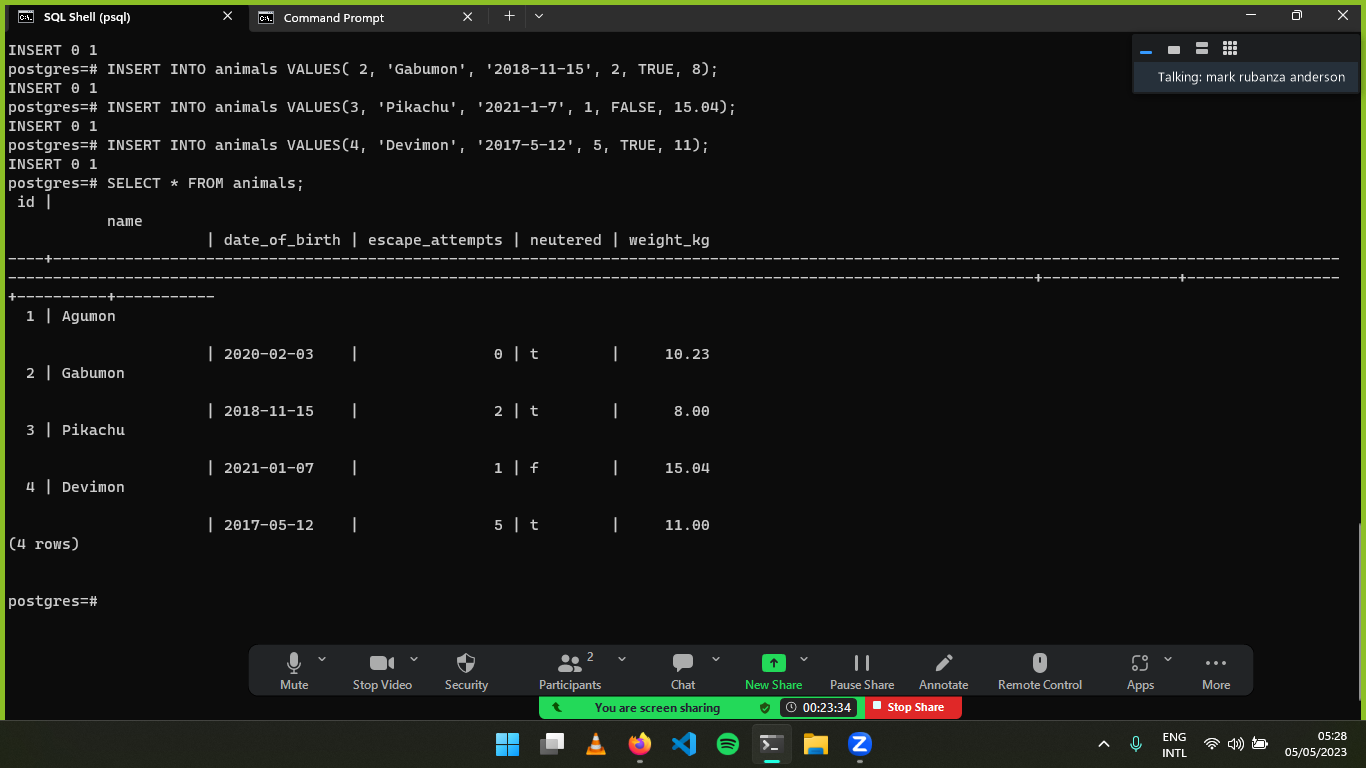 SQL Shell (psql)
Command Prompt
INSERT 0 1
postgres=# INSERT INTO animals VALUES( 2, 'Gabumon', '2018-11-15', 2, TRUE, 8);
INSERT 0 1
postgres=# INSERT INTO animals VALUES(3, 'Pikachu', '2021-1-7', 1, FALSE, 15.04);
INSERT 0 1
postgres=# INSERT INTO animals VALUES(4, 'Devimon', '2017-5-12', 5, TRUE, 11);
INSERT 0 1
postgres=# SELECT * FROM animals;
 id |
           name
                      | date_of_birth | escape_attempts | neutered | weight_kg
----+-----------------------------------------------------------------------------------------------------------------------------------------------
------------------------------------------------------------------------------------------------------------------+---------------+-----------------
+----------+-----------
  1 | Agumon
                      | 2020-02-03    |               0 | t        |     10.23
  2 | Gabumon
                      | 2018-11-15    |               2 | t        |      8.00
  3 | Pikachu
                      | 2021-01-07    |               1 | f        |     15.04
  4 | Devimon
                      | 2017-05-12    |               5 | t        |     11.00
(4 rows)
postgres=#
Talking: mark rubanza anderson
2
Mute
Stop Video
Security
Participants
Chat
New Share
Pause Share
Annotate
Remote Control
Apps
More
You are screen sharing
00:23:34
Stop Share
ENG
INTL
05:28
05/05/2023